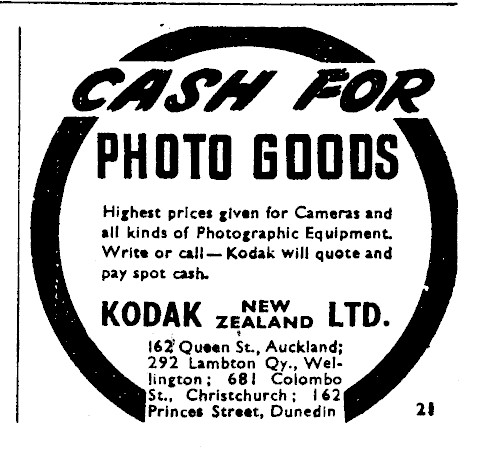 CASH FOR
PHOTO GOODS
Highest prices given for Cameras and
all kinds of Photographic Equipment.
Write or call—Kodak will quote and
pay spot cash.
KODAK NEW ZEALAND LTD.
162 Queen St., Auckland;
292 Lambton Qy., Wel-
lington; 681 Colombo
St., Christchurch; 162
Princes Street, Dunedin
21